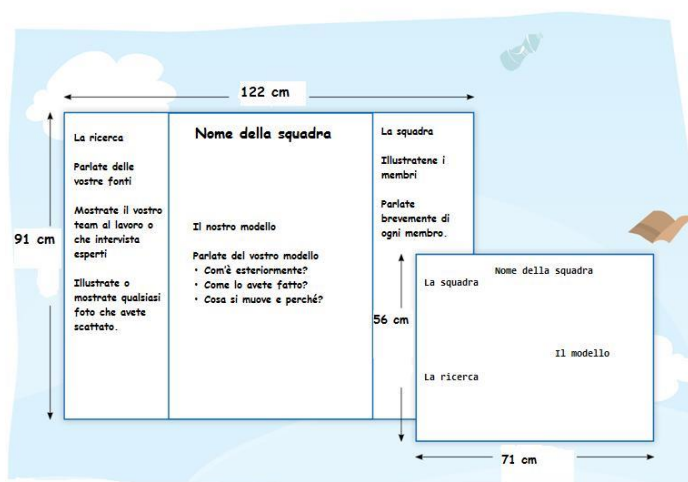 122 cm
91 cm
La ricerca
Parlate delle
vostre fonti
Mostrate il vostro
team al lavoro o
che intervista
esperti
Illustrate o
mostrate qualsiasi
foto che avete
scattato.
Nome della squadra
Il nostro modello
Parlate del vostro modello
• Com'è esteriormente?
• Come lo avete fatto?
• Cosa si muove e perché?
La squadra
Illustratene i
membri
Parlate
brevemente di
ogni membro.
56 cm
Nome della squadra
La squadra
Il modello
La ricerca
71 cm